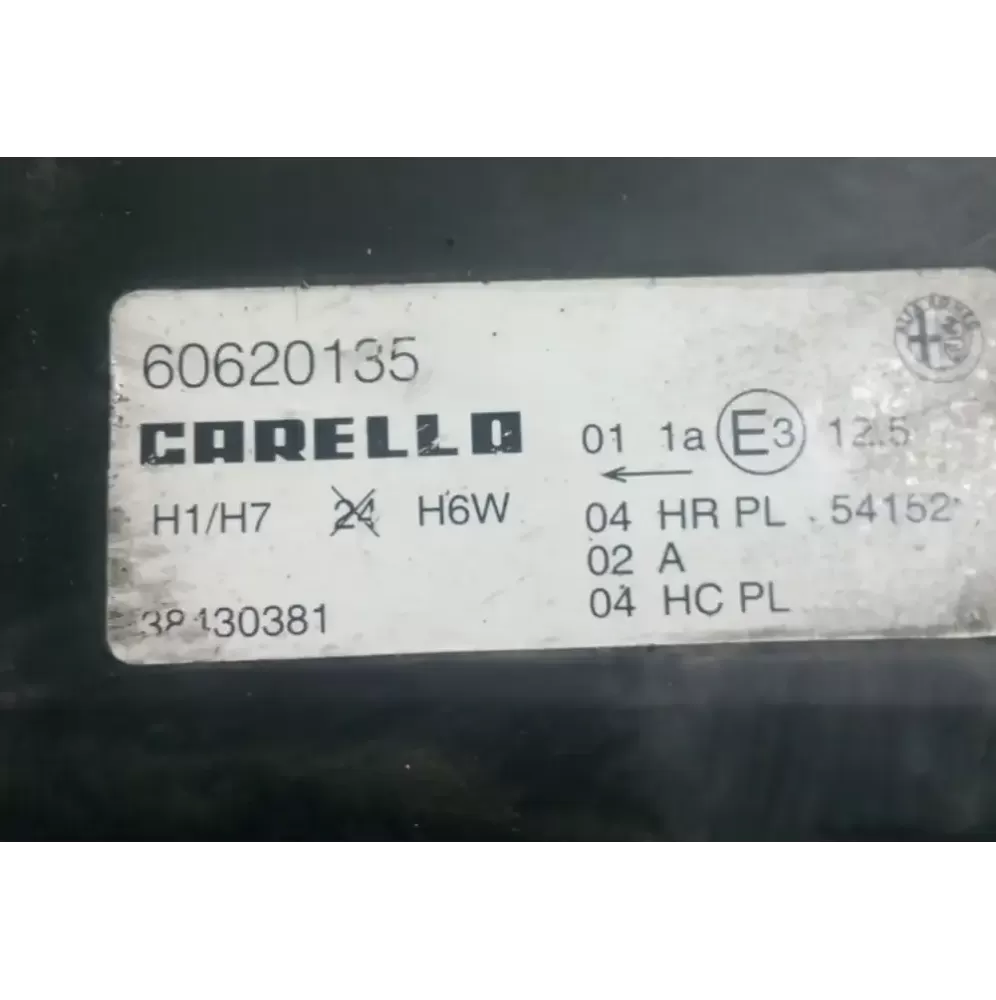 60620135
CARELLO
H1/H7 24 H6W
38130381
01 1a E3 12.5
04 HR PL 54152
02 A
04 HC PL